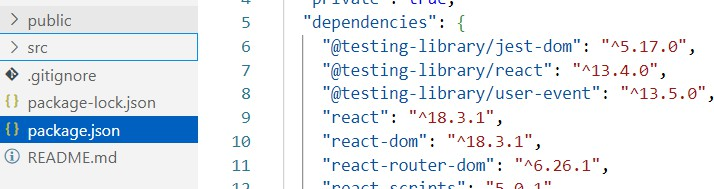 public
src
.gitignore
package-lock.json
package.json
README.md
4 "private": true,
5 "dependencies": {
6 "@testing-library/jest-dom": "^5.17.0",
7 "@testing-library/react": "^13.4.0",
8 "@testing-library/user-event": "^13.5.0",
9 "react": "^18.3.1",
10 "react-dom": "^18.3.1",
11 "react-router-dom": "^6.26.1",
12 "react-scripts": "5.0.1",